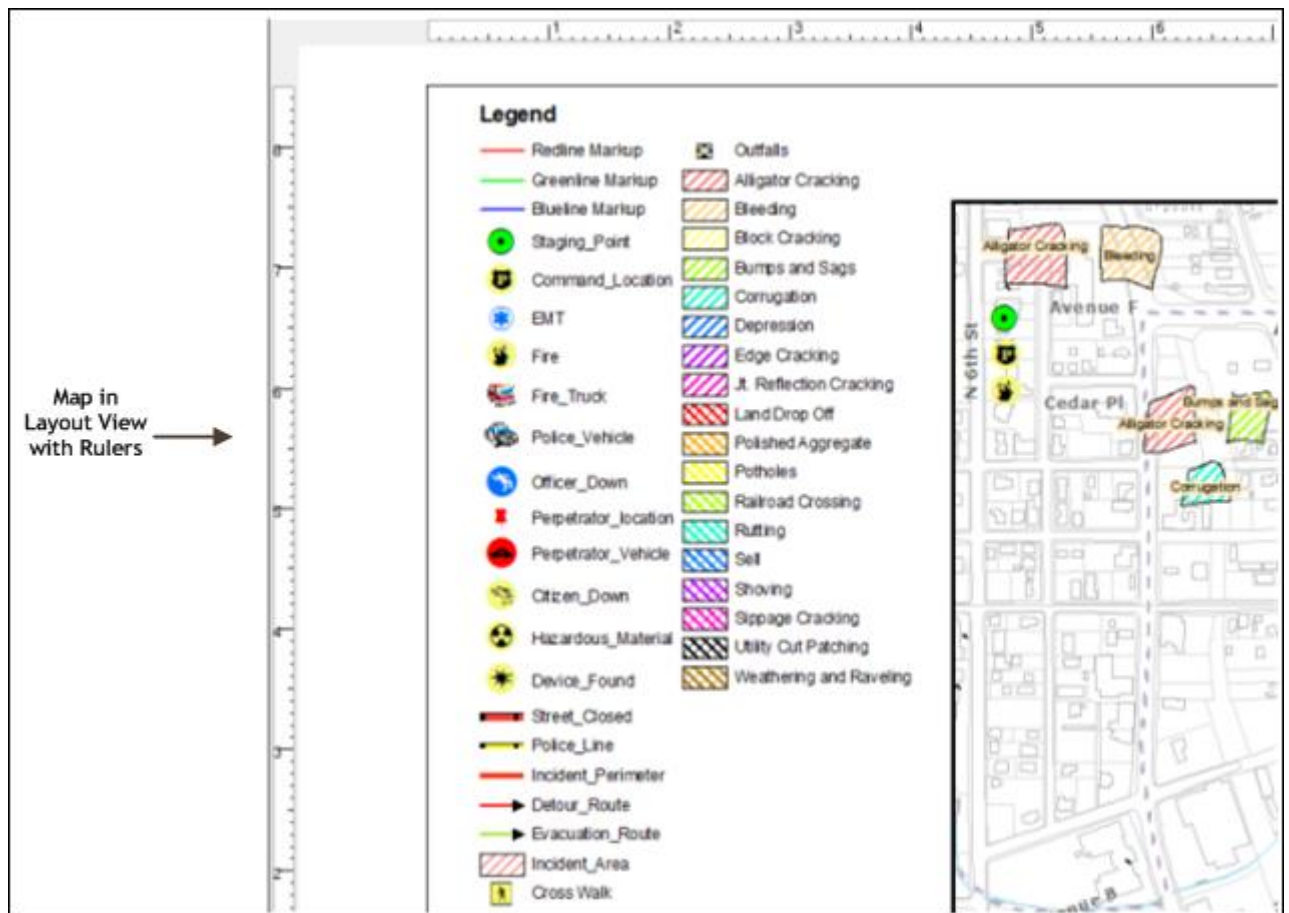 1 2 3 4 5 6
8
7
6
5
4
3
2
Map in
Layout View
with Rulers
Legend
Redline Markup
Greenline Markup
Blueline Markup
Staging_Point
Command_Location
EMT
Fire
Fire_Truck
Police_Vehicle
Officer_Down
Perpetrator_location
Perpetrator_Vehicle
Citizen_Down
Hazardous_Material
Device_Found
Street_Closed
Police_Line
Incident_Perimeter
Detour_Route
Evacuation_Route
Incident_Area
Cross Walk
Outfalls
Alligator Cracking
Bleeding
Block Cracking
Bumps and Sags
Corrugation
Depression
Edge Cracking
Jt. Reflection Cracking
Land Drop Off
Polished Aggregate
Potholes
Railroad Crossing
Rutting
Sell
Shoving
Sippage Cracking
Utility Cut Patching
Weathering and Raveling
Alligator Cracking
Bleeding
Avenue F
N 6th St
Cedar Pl
Bumps and Sag
Alligator Cracking
Corrugation
enue B